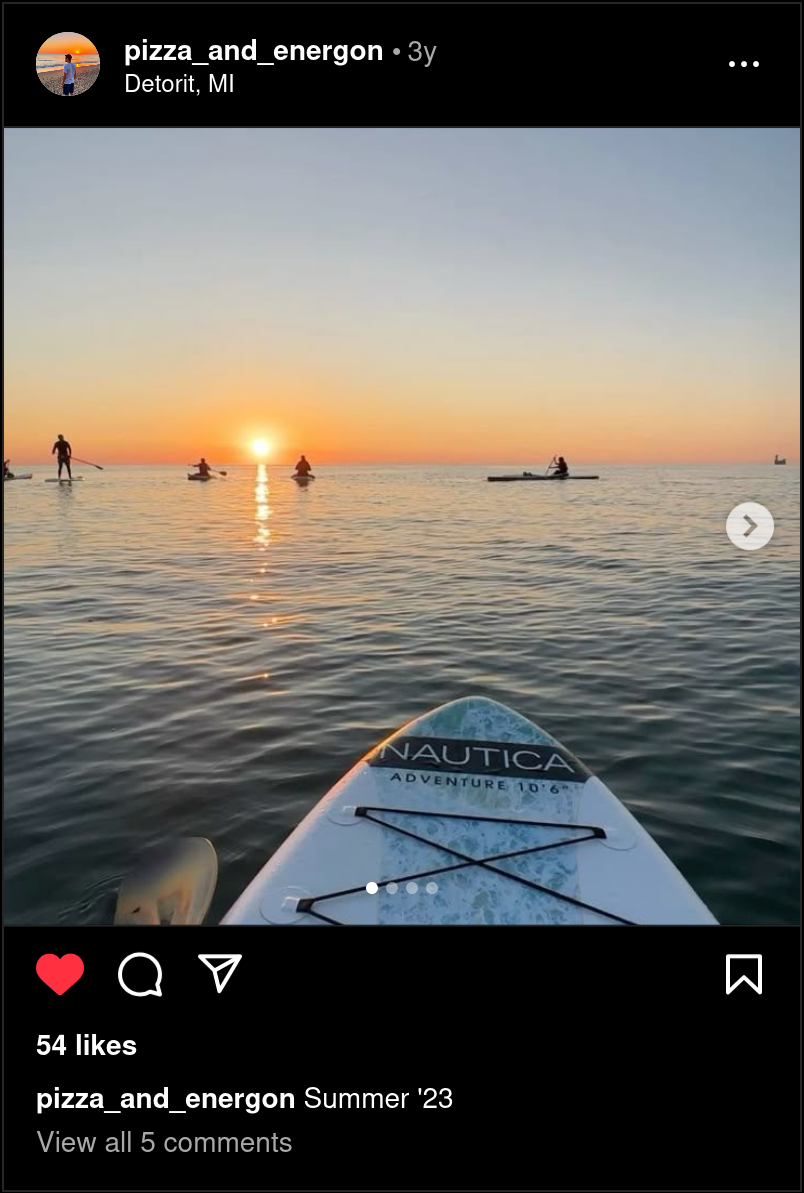 pizza_and_energon • 3y
Detorit, MI
NAUTICA
ADVENTURE 10'6"
54 likes
pizza_and_energon Summer '23
View all 5 comments